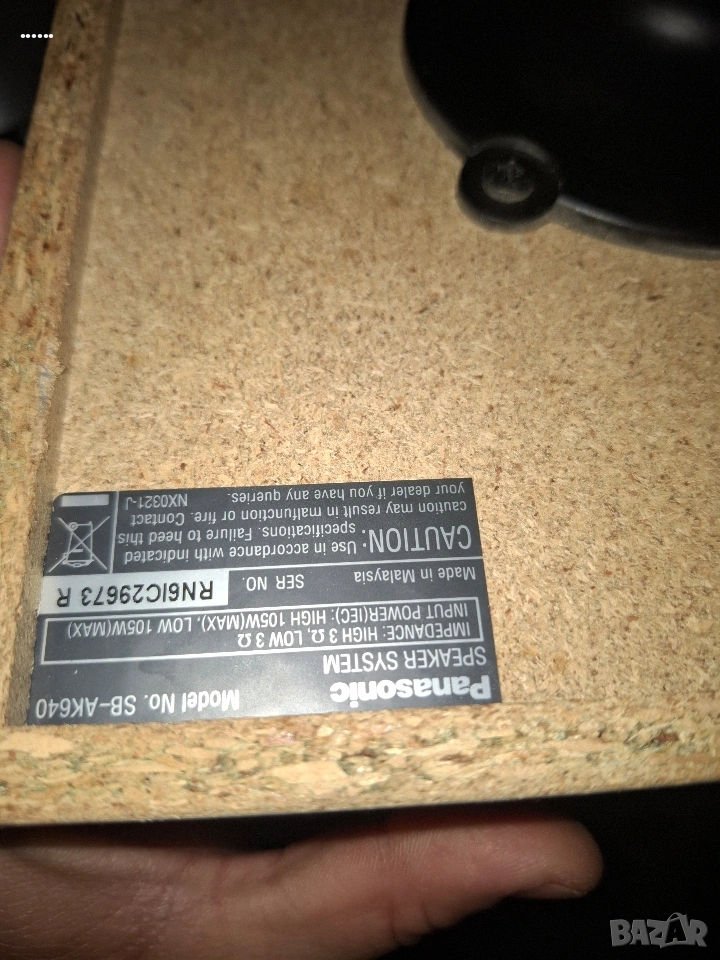 Panasonic Model No. SB-AK640
SPEAKER SYSTEM
IMPEDANCE: HIGH 3 Ω, LOW 3 Ω
INPUT POWER(IEC): HIGH 105W(MAX), LOW 105W(MAX)
Made in Malaysia SER NO. RN6IC29673 R
CAUTION: Use in accordance with indicated
specifications. Failure to heed this
caution may result in malfunction or fire. Contact
your dealer if you have any queries. NX0321-J
BAZAR